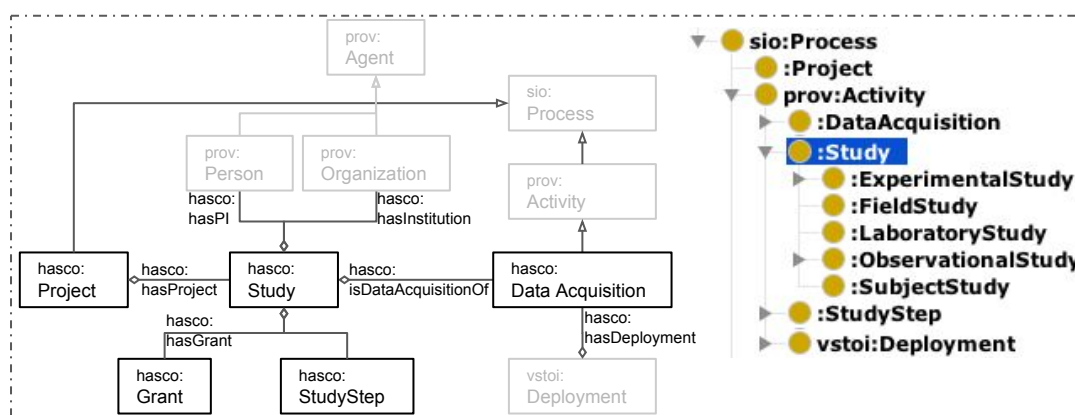 prov:
Agent
sio:
Process
prov:
Person
prov:
Organization
prov:
Activity
hasco:
hasPI
hasco:
hasInstitution
hasco:
Project
hasco:
hasProject
hasco:
Study
hasco:
isDataAcquisitionOf
hasco:
Data Acquisition
hasco:
hasGrant
hasco:
hasDeployment
hasco:
Grant
hasco:
StudyStep
vstoi:
Deployment
sio:Process
:Project
prov:Activity
:DataAcquisition
:Study
:ExperimentalStudy
:FieldStudy
:LaboratoryStudy
:ObservationalStudy
:SubjectStudy
:StudyStep
vstoi:Deployment